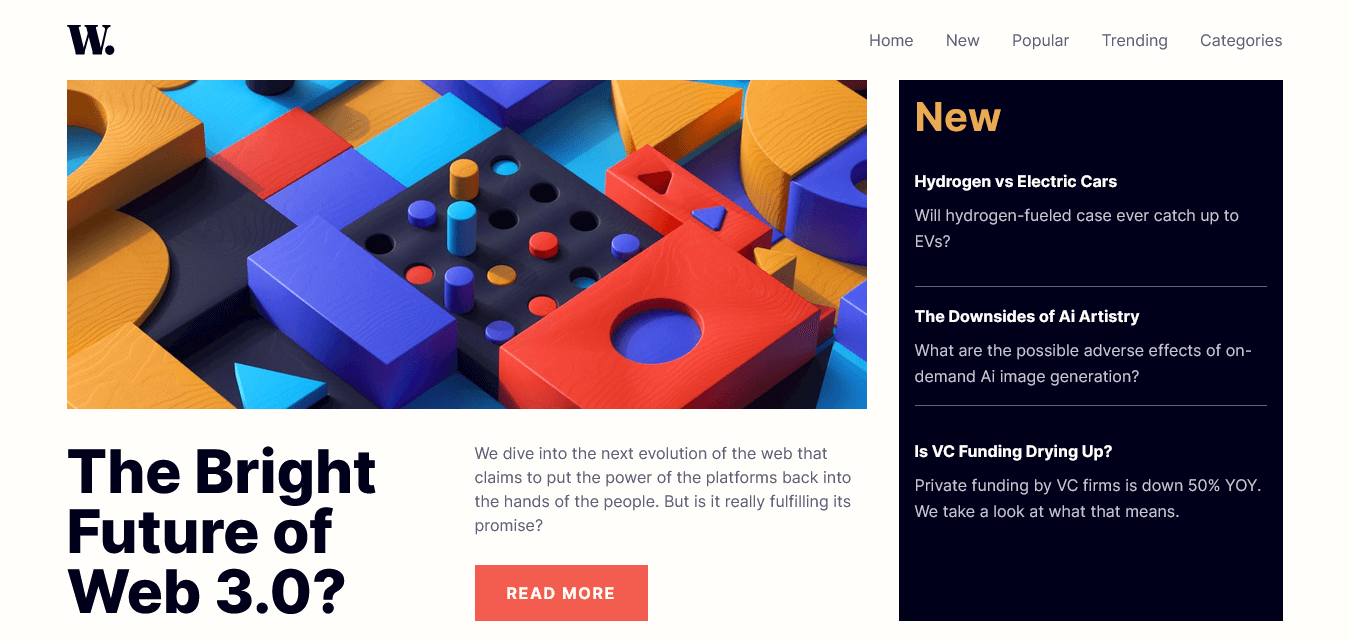 W.
Home New Popular Trending Categories
The Bright
Future of
Web 3.0?
We dive into the next evolution of the web that
claims to put the power of the platforms back into
the hands of the people. But is it really fulfilling its
promise?
READ MORE
New
Hydrogen vs Electric Cars
Will hydrogen-fueled case ever catch up to
EVs?
The Downsides of Ai Artistry
What are the possible adverse effects of on-
demand Ai image generation?
Is VC Funding Drying Up?
Private funding by VC firms is down 50% YOY.
We take a look at what that means.